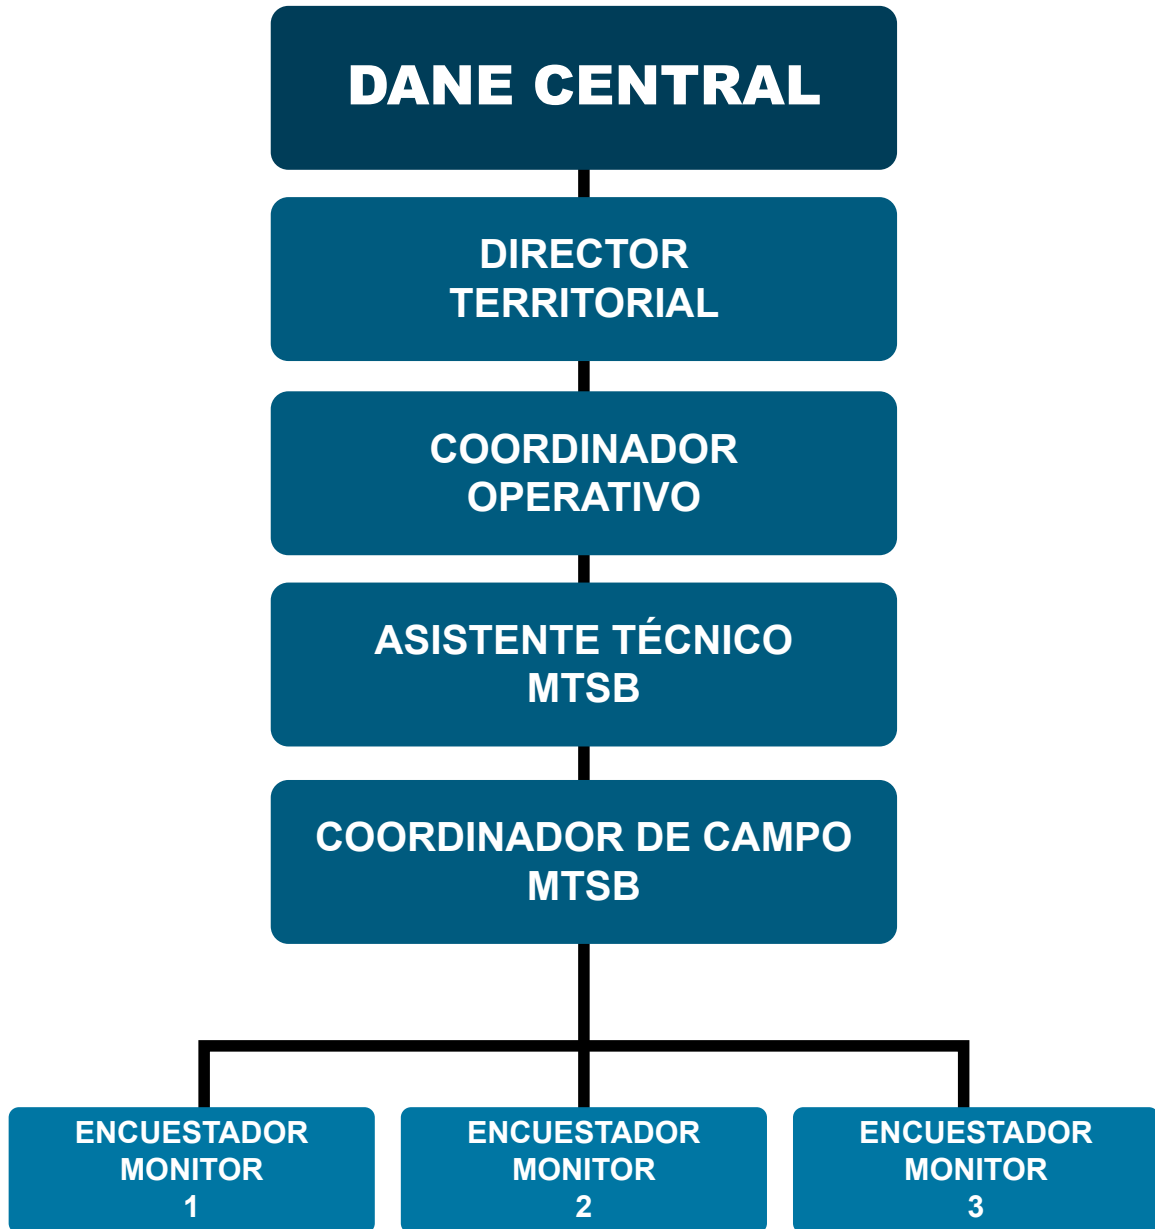 DANE CENTRAL
DIRECTOR
TERRITORIAL
COORDINADOR
OPERATIVO
ASISTENTE TÉCNICO
MTSB
COORDINADOR DE CAMPO
MTSB
ENCUESTADOR
MONITOR
1
ENCUESTADOR
MONITOR
2
ENCUESTADOR
MONITOR
3